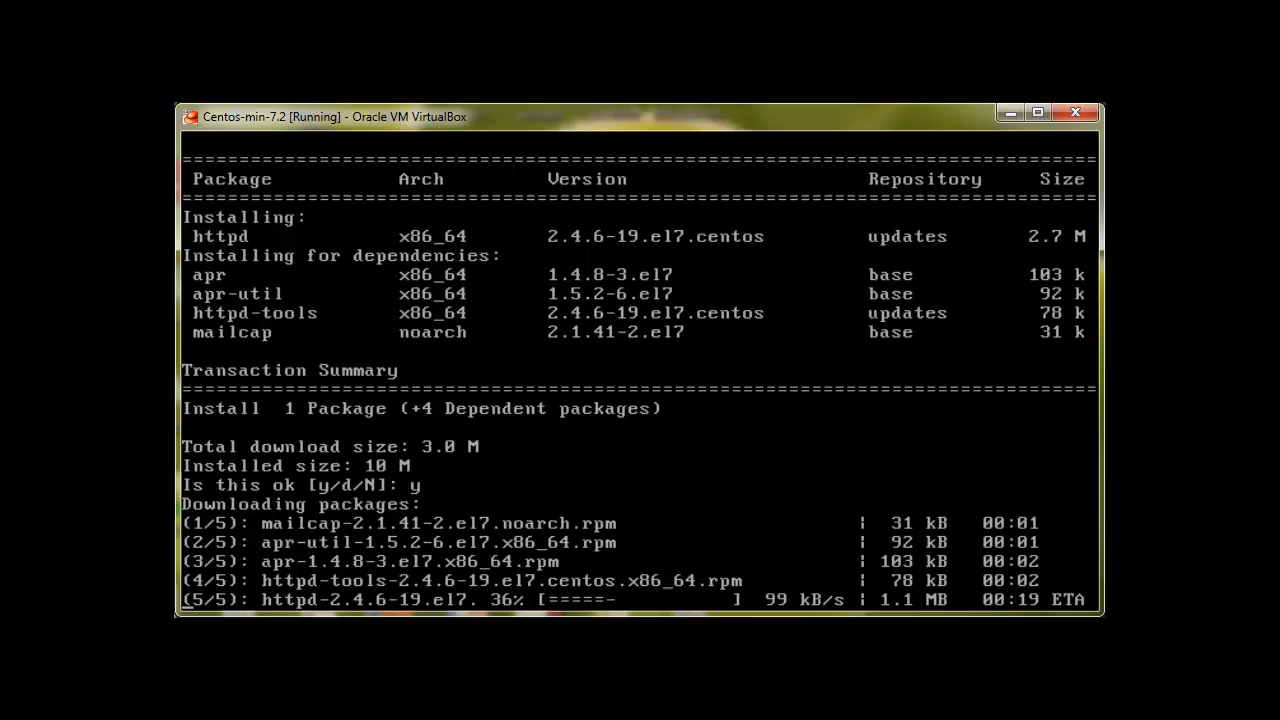 Centos-min-7.2 [Running] - Oracle VM VirtualBox
================================================================================
Package Arch Version Repository Size
================================================================================
Installing:
httpd x86_64 2.4.6-19.el7.centos updates 2.7 M
Installing for dependencies:
apr x86_64 1.4.8-3.el7 base 103 k
apr-util x86_64 1.5.2-6.el7 base 92 k
httpd-tools x86_64 2.4.6-19.el7.centos updates 78 k
mailcap noarch 2.1.41-2.el7 base 31 k
Transaction Summary
================================================================================
Install 1 Package (+4 Dependent packages)
Total download size: 3.0 M
Installed size: 10 M
Is this ok [y/d/N]: y
Downloading packages:
(1/5): mailcap-2.1.41-2.el7.noarch.rpm | 31 kB 00:01
(2/5): apr-util-1.5.2-6.el7.x86_64.rpm | 92 kB 00:01
(3/5): apr-1.4.8-3.el7.x86_64.rpm | 103 kB 00:02
(4/5): httpd-tools-2.4.6-19.el7.centos.x86_64.rpm | 78 kB 00:02
(5/5): httpd-2.4.6-19.el7. 36% [=====- ] 99 kB/s | 1.1 MB 00:19 ETA